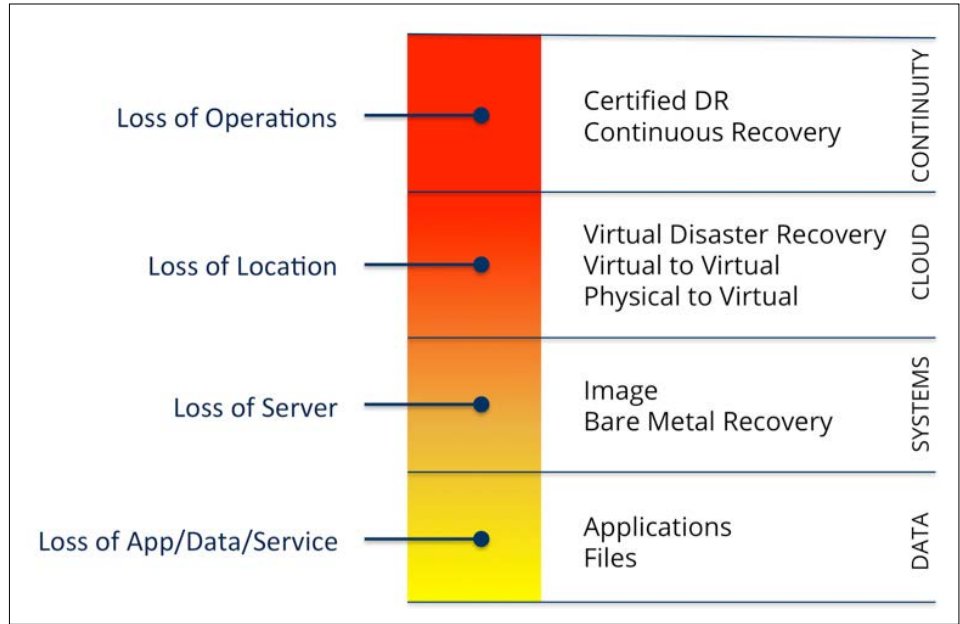 Loss of Operations
Certified DR
Continuous Recovery
CONTINUITY
Loss of Location
Virtual Disaster Recovery
Virtual to Virtual
Physical to Virtual
CLOUD
Loss of Server
Image
Bare Metal Recovery
SYSTEMS
Loss of App/Data/Service
Applications
Files
DATA